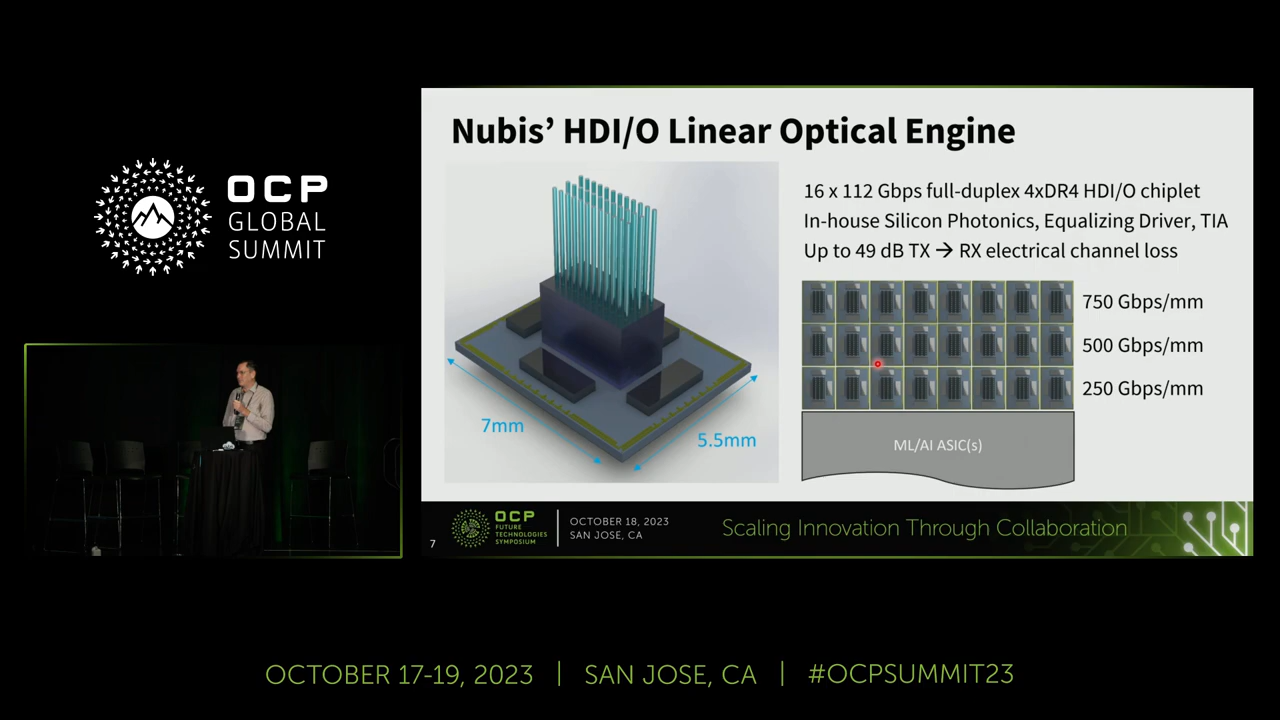 OCP
GLOBAL
SUMMIT
Nubis’ HDI/O Linear Optical Engine
7mm
5.5mm
16 x 112 Gbps full-duplex 4xDR4 HDI/O chiplet
In-house Silicon Photonics, Equalizing Driver, TIA
Up to 49 dB TX → RX electrical channel loss
750 Gbps/mm
500 Gbps/mm
250 Gbps/mm
ML/AI ASIC(s)
7
OCP
FUTURE
TECHNOLOGIES
SYMPOSIUM
OCTOBER 18, 2023
SAN JOSE, CA
Scaling Innovation Through Collaboration
OCTOBER 17-19, 2023 | SAN JOSE, CA | #OCPSUMMIT23